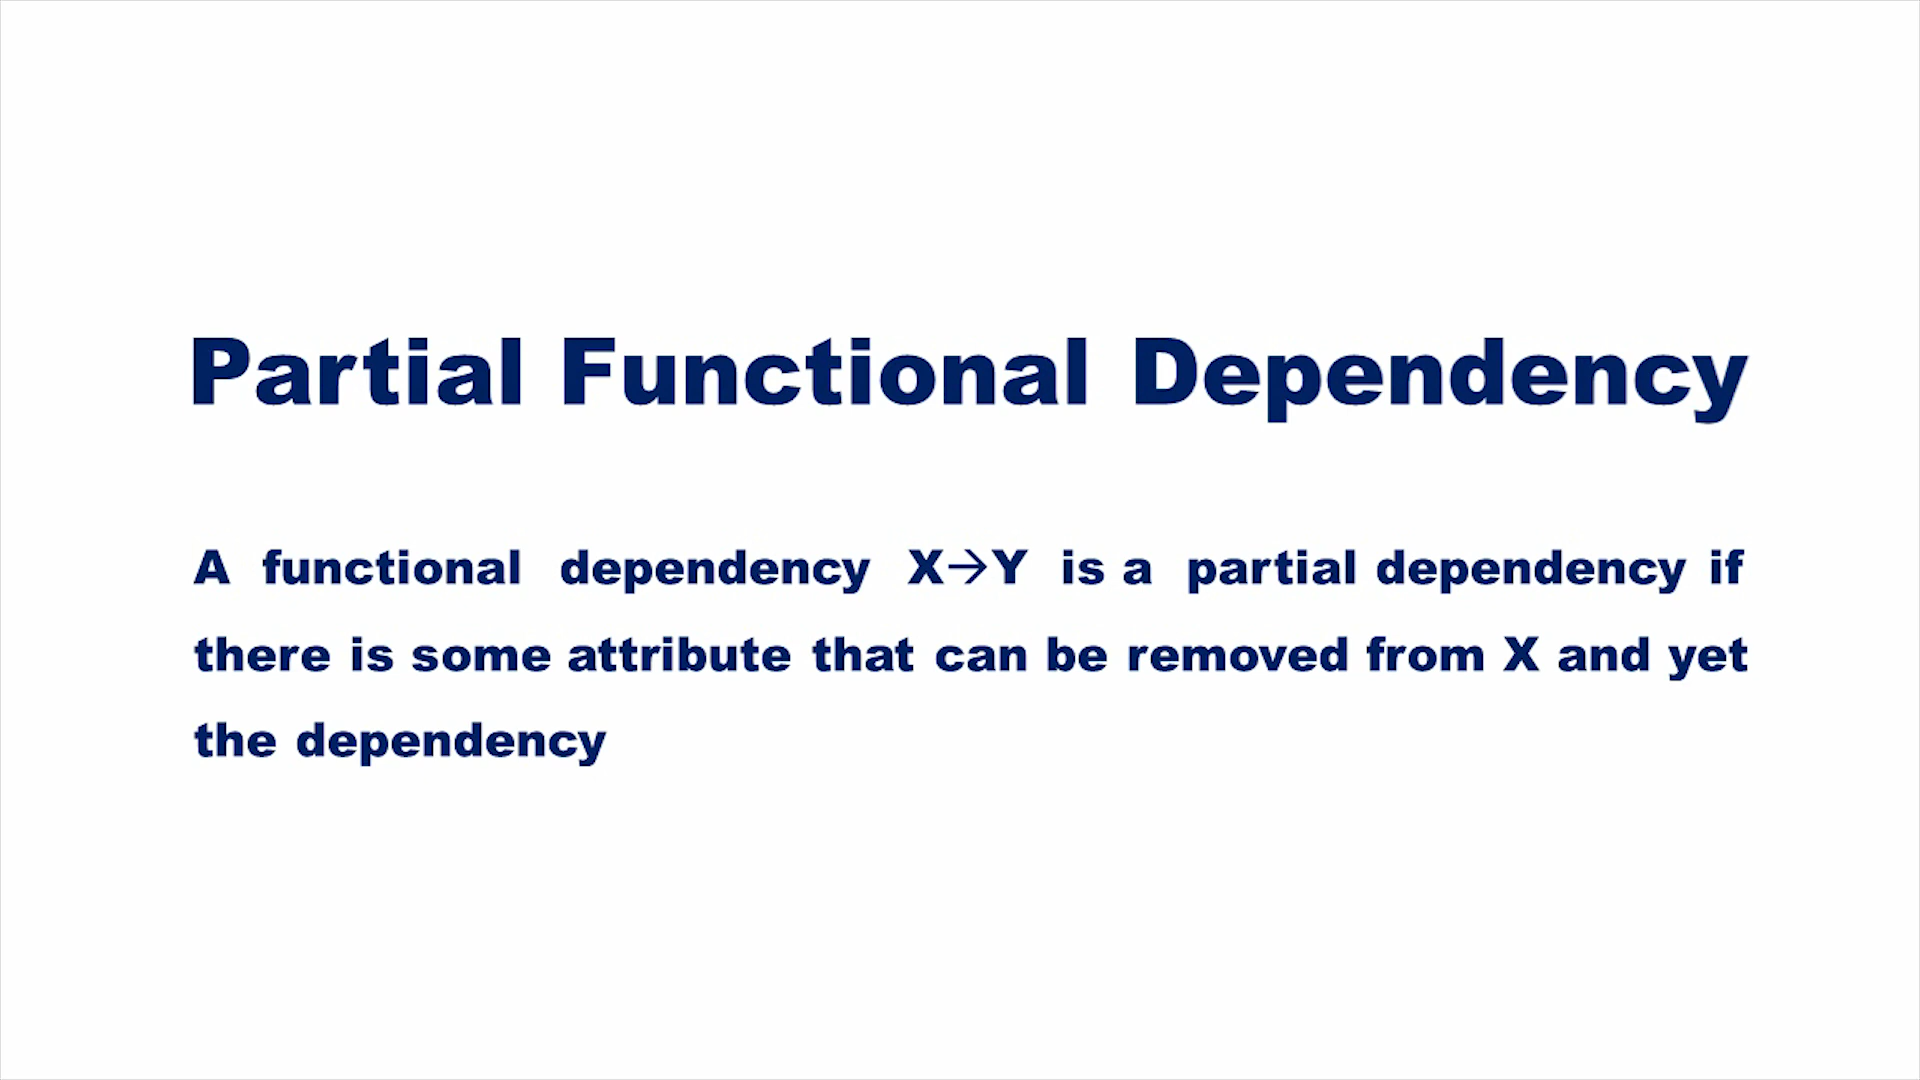 Partial Functional Dependency
A functional dependency X→Y is a partial dependency if
there is some attribute that can be removed from X and yet
the dependency